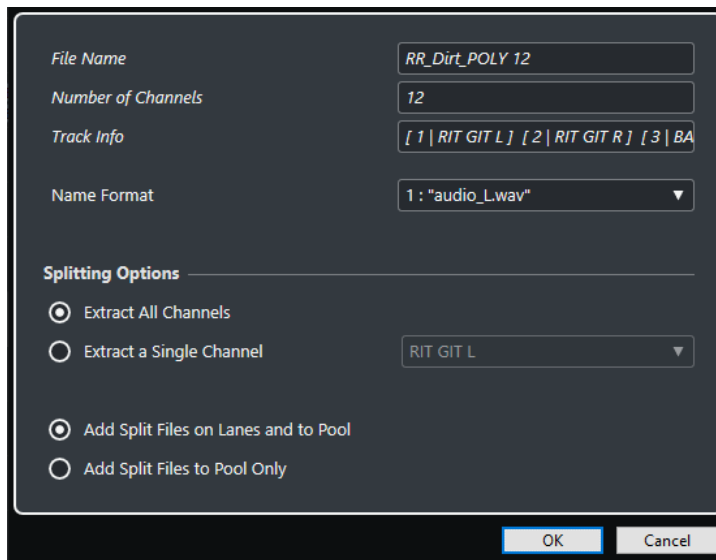 File Name RR_Dirt_POLY 12
Number of Channels 12
Track Info [ 1 | RIT GIT L ] [ 2 | RIT GIT R ] [ 3 | BA
Name Format 1 : "audio_L.wav"
Splitting Options
Extract All Channels
Extract a Single Channel RIT GIT L
Add Split Files on Lanes and to Pool
Add Split Files to Pool Only
OK Cancel